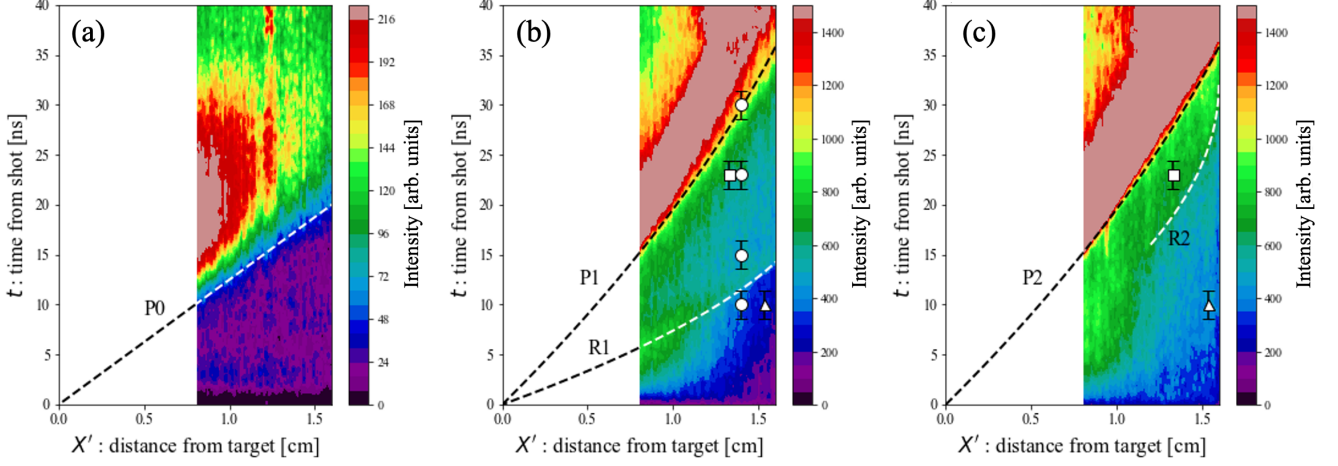 (a)
40
35
30
25
20
15
10
5
0
t : time from shot [ns]
P0
0.0 0.5 1.0 1.5
X′ : distance from target [cm]
216
192
168
144
120
96
72
48
24
0
Intensity [arb. units]
(b)
40
35
30
25
20
15
10
5
0
t : time from shot [ns]
P1
R1
0.0 0.5 1.0 1.5
X′ : distance from target [cm]
1400
1200
1000
800
600
400
200
0
Intensity [arb. units]
(c)
40
35
30
25
20
15
10
5
0
t : time from shot [ns]
R2
P2
0.0 0.5 1.0 1.5
X′ : distance from target [cm]
1400
1200
1000
800
600
400
200
0
Intensity [arb. units]